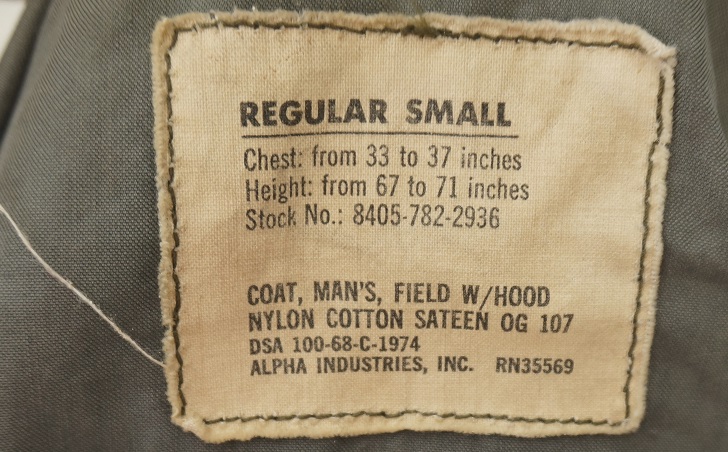 REGULAR SMALL
Chest: from 33 to 37 inches
Height: from 67 to 71 inches
Stock No.: 8405-782-2936
COAT, MAN'S, FIELD W/HOOD
NYLON COTTON SATEEN OG 107
DSA 100-68-C-1974
ALPHA INDUSTRIES, INC. RN35569